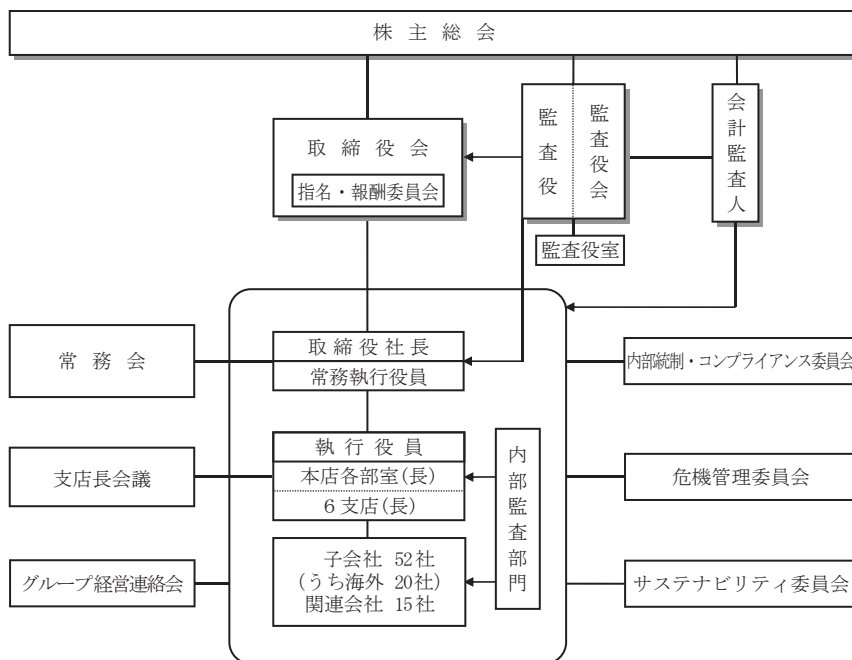 株主総会
取締役会
指名・報酬委員会
監査役
監査役会
監査役室
会計監査人
常務会
取締役社長
常務執行役員
内部統制・コンプライアンス委員会
支店長会議
執行役員
本店各部室(長)
6支店(長)
内部監査部門
危機管理委員会
グループ経営連絡会
子会社 52社
(うち海外 20社)
関連会社 15社
サステナビリティ委員会